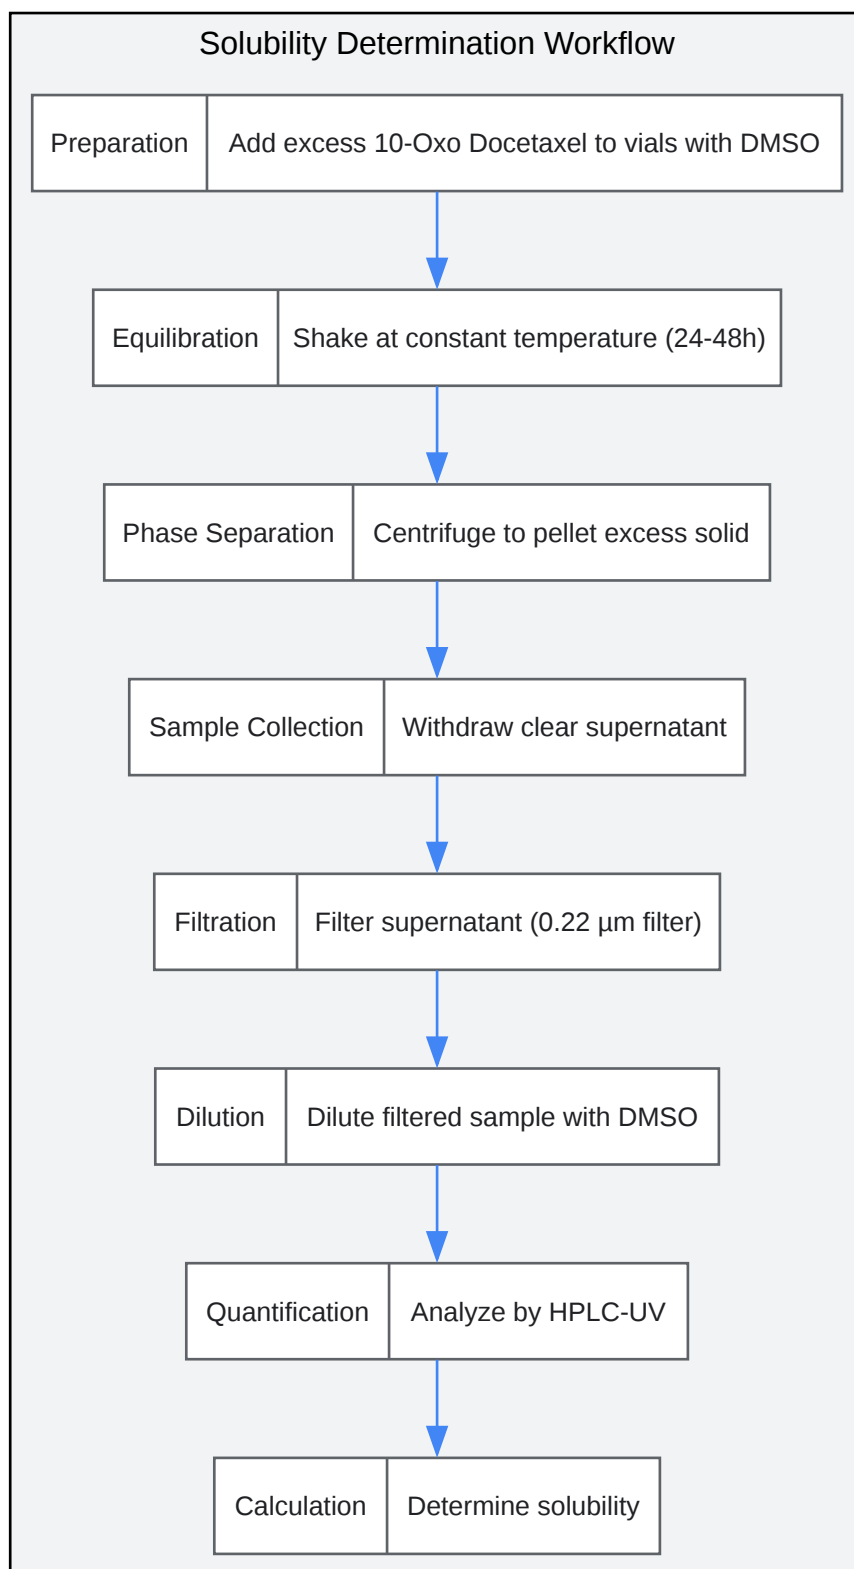 Solubility Determination Workflow
Preparation
Add excess 10-Oxo Docetaxel to vials with DMSO
Equilibration
Shake at constant temperature (24-48h)
Phase Separation
Centrifuge to pellet excess solid
Sample Collection
Withdraw clear supernatant
Filtration
Filter supernatant (0.22 µm filter)
Dilution
Dilute filtered sample with DMSO
Quantification
Analyze by HPLC-UV
Calculation
Determine solubility